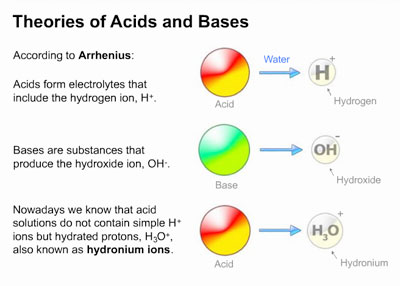 Theories of Acids and Bases
According to Arrhenius:
Acids form electrolytes that
include the hydrogen ion, H⁺.
Water
H⁺
Acid
Hydrogen
Bases are substances that
produce the hydroxide ion, OH⁻.
OH⁻
Base
Hydroxide
Nowadays we know that acid
solutions do not contain simple H⁺
ions but hydrated protons, H₃O⁺,
also known as hydronium ions.
H₃O⁺
Acid
Hydronium